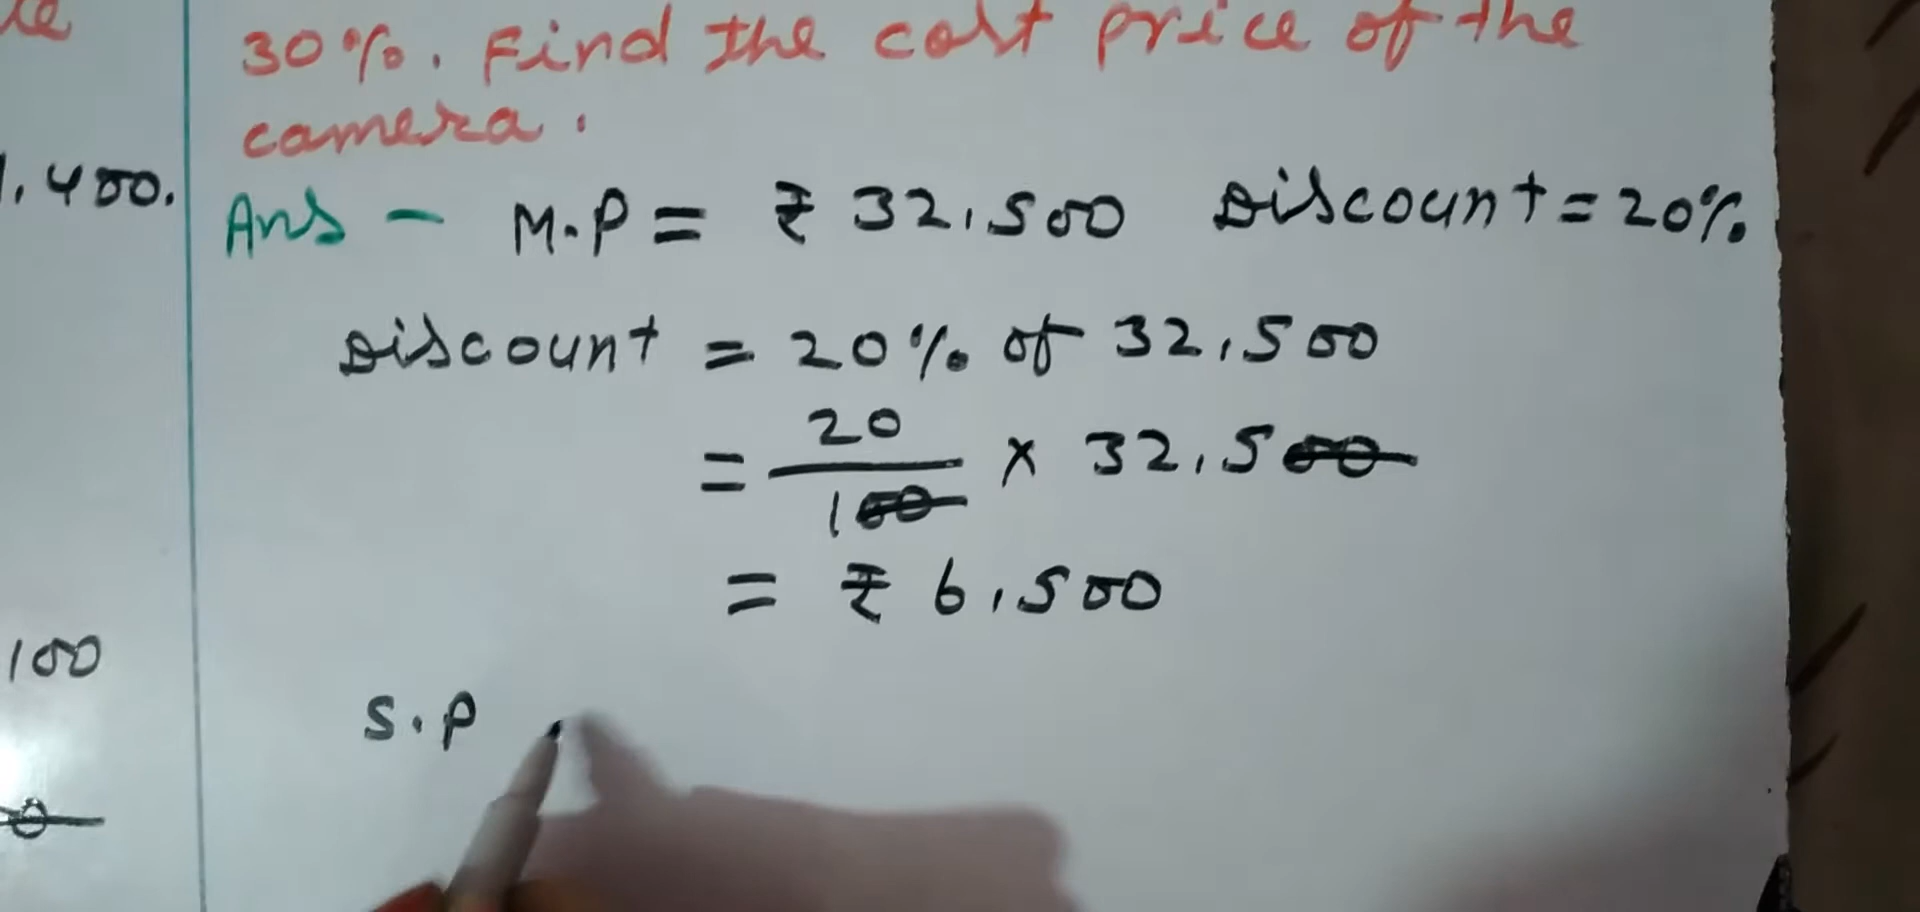 30%. Find the cost price of the
camera.
400.
Ans - M.P = ₹ 32,500 Discount = 20%
Discount = 20% of 32,500
= 20/100 × 32,500
= ₹ 6,500
100
S.P